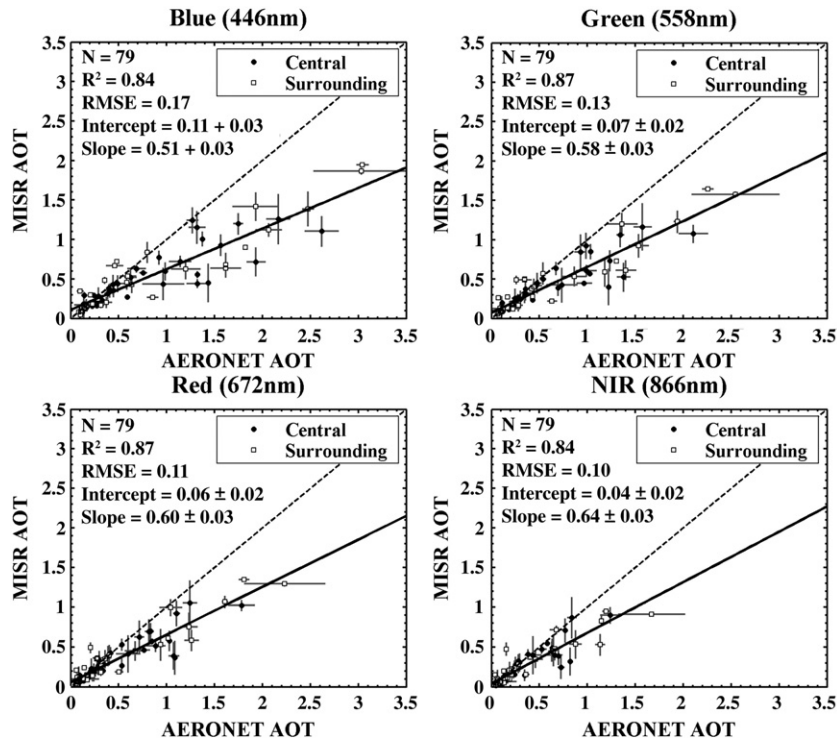 Blue (446nm)
3.5
3
2.5
2
1.5
1
0.5
0
MISR AOT
N = 79
R² = 0.84
RMSE = 0.17
Intercept = 0.11 + 0.03
Slope = 0.51 + 0.03
Central
Surrounding
0 0.5 1 1.5 2 2.5 3 3.5
AERONET AOT
Green (558nm)
3.5
3
2.5
2
1.5
1
0.5
0
MISR AOT
N = 79
R² = 0.87
RMSE = 0.13
Intercept = 0.07 ± 0.02
Slope = 0.58 ± 0.03
Central
Surrounding
0 0.5 1 1.5 2 2.5 3 3.5
AERONET AOT
Red (672nm)
3.5
3
2.5
2
1.5
1
0.5
0
MISR AOT
N = 79
R² = 0.87
RMSE = 0.11
Intercept = 0.06 ± 0.02
Slope = 0.60 ± 0.03
Central
Surrounding
0 0.5 1 1.5 2 2.5 3 3.5
AERONET AOT
NIR (866nm)
3.5
3
2.5
2
1.5
1
0.5
0
MISR AOT
N = 79
R² = 0.84
RMSE = 0.10
Intercept = 0.04 ± 0.02
Slope = 0.64 ± 0.03
Central
Surrounding
0 0.5 1 1.5 2 2.5 3 3.5
AERONET AOT